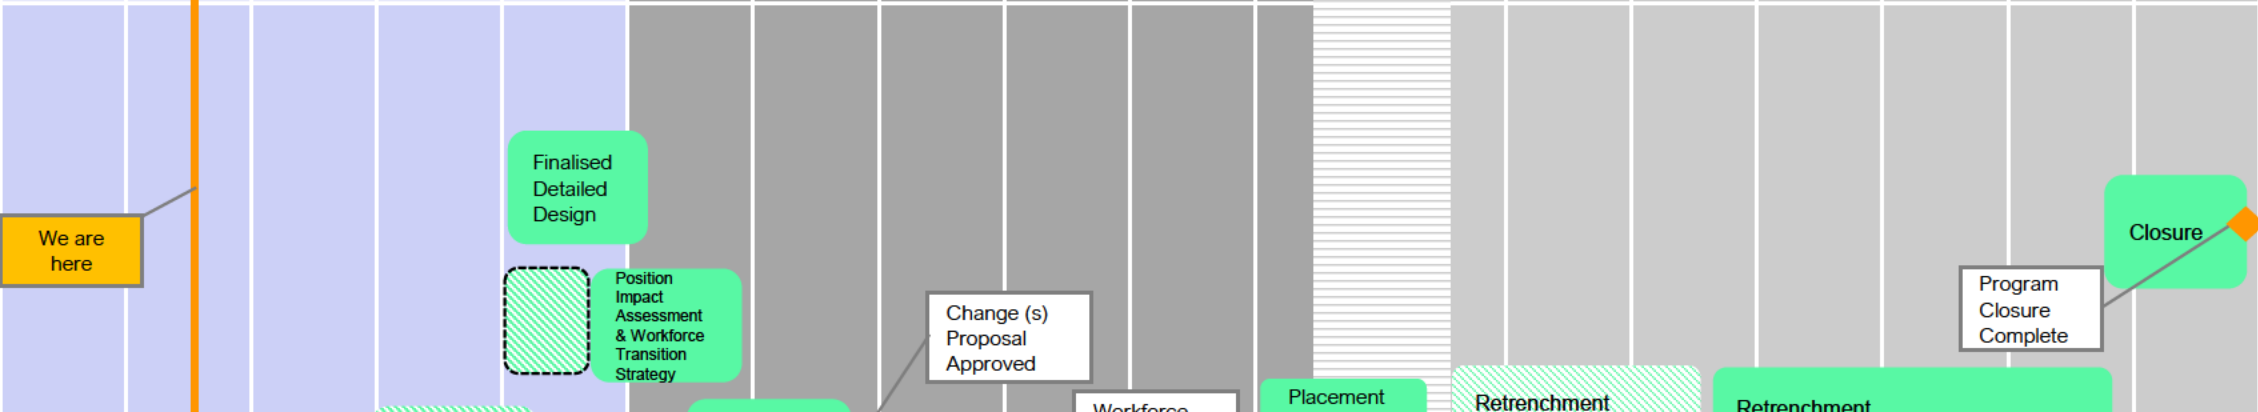 Finalised
Detailed
Design
We are
here
Position
Impact
Assessment
& Workforce
Transition
Strategy
Change (s)
Proposal
Approved
Closure
Program
Closure
Complete
Workforce
Placement
Retrenchment
Retrenchment